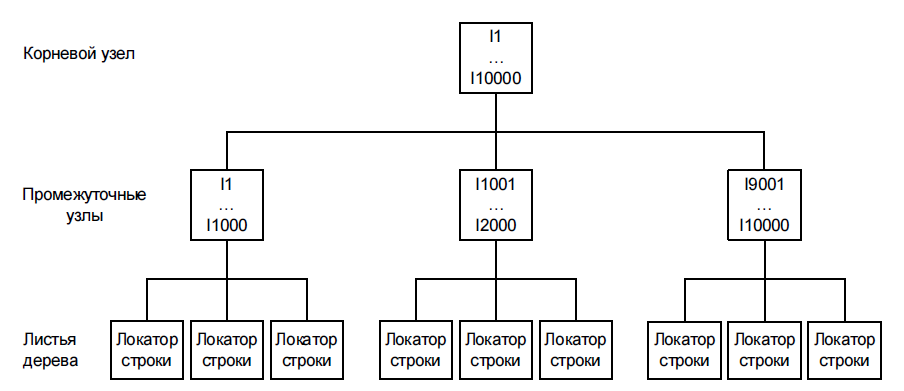 Корневой узел
I1
...
I10000
Промежуточные
узлы
I1
...
I1000
I1001
...
I2000
I9001
...
I10000
Листья
дерева
Локатор
строки
Локатор
строки
Локатор
строки
Локатор
строки
Локатор
строки
Локатор
строки
Локатор
строки
Локатор
строки
Локатор
строки